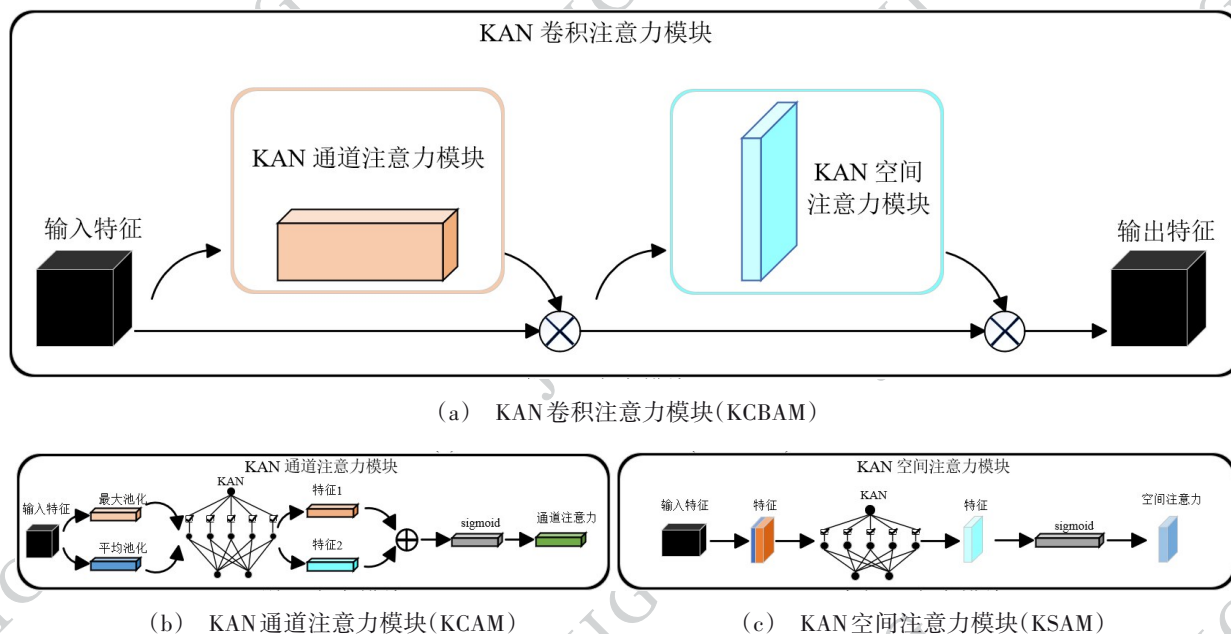 KAN 卷积注意力模块
KAN 通道注意力模块
KAN 空间
注意力模块
输入特征
输出特征
(a) KAN卷积注意力模块(KCBAM)
KAN 通道注意力模块
KAN
输入特征
最大池化
平均池化
特征1
特征2
sigmoid
通道注意力
(b) KAN通道注意力模块(KCAM)
KAN 空间注意力模块
输入特征
特征
KAN
特征
sigmoid
空间注意力
(c) KAN空间注意力模块(KSAM)